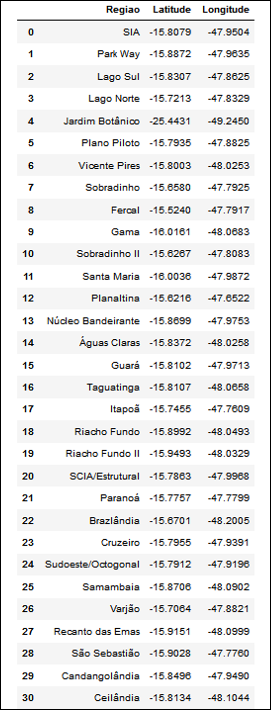 Regiao Latitude Longitude
0 SIA -15.8079 -47.9504
1 Park Way -15.8872 -47.9635
2 Lago Sul -15.8307 -47.8625
3 Lago Norte -15.7213 -47.8329
4 Jardim Botânico -25.4431 -49.2450
5 Plano Piloto -15.7935 -47.8825
6 Vicente Pires -15.8003 -48.0253
7 Sobradinho -15.6580 -47.7925
8 Fercal -15.5240 -47.7917
9 Gama -16.0161 -48.0683
10 Sobradinho II -15.6267 -47.8083
11 Santa Maria -16.0036 -47.9872
12 Planaltina -15.6216 -47.6522
13 Núcleo Bandeirante -15.8699 -47.9753
14 Águas Claras -15.8372 -48.0258
15 Guará -15.8102 -47.9713
16 Taguatinga -15.8107 -48.0658
17 Itapoã -15.7455 -47.7609
18 Riacho Fundo -15.8992 -48.0493
19 Riacho Fundo II -15.9493 -48.0329
20 SCIA/Estrutural -15.7863 -47.9968
21 Paranoá -15.7757 -47.7799
22 Brazlândia -15.6701 -48.2005
23 Cruzeiro -15.7955 -47.9391
24 Sudoeste/Octogonal -15.7912 -47.9196
25 Samambaia -15.8706 -48.0902
26 Varjão -15.7064 -47.8821
27 Recanto das Emas -15.9151 -48.0999
28 São Sebastião -15.9028 -47.7760
29 Candangolândia -15.8496 -47.9490
30 Ceilândia -15.8134 -48.1044